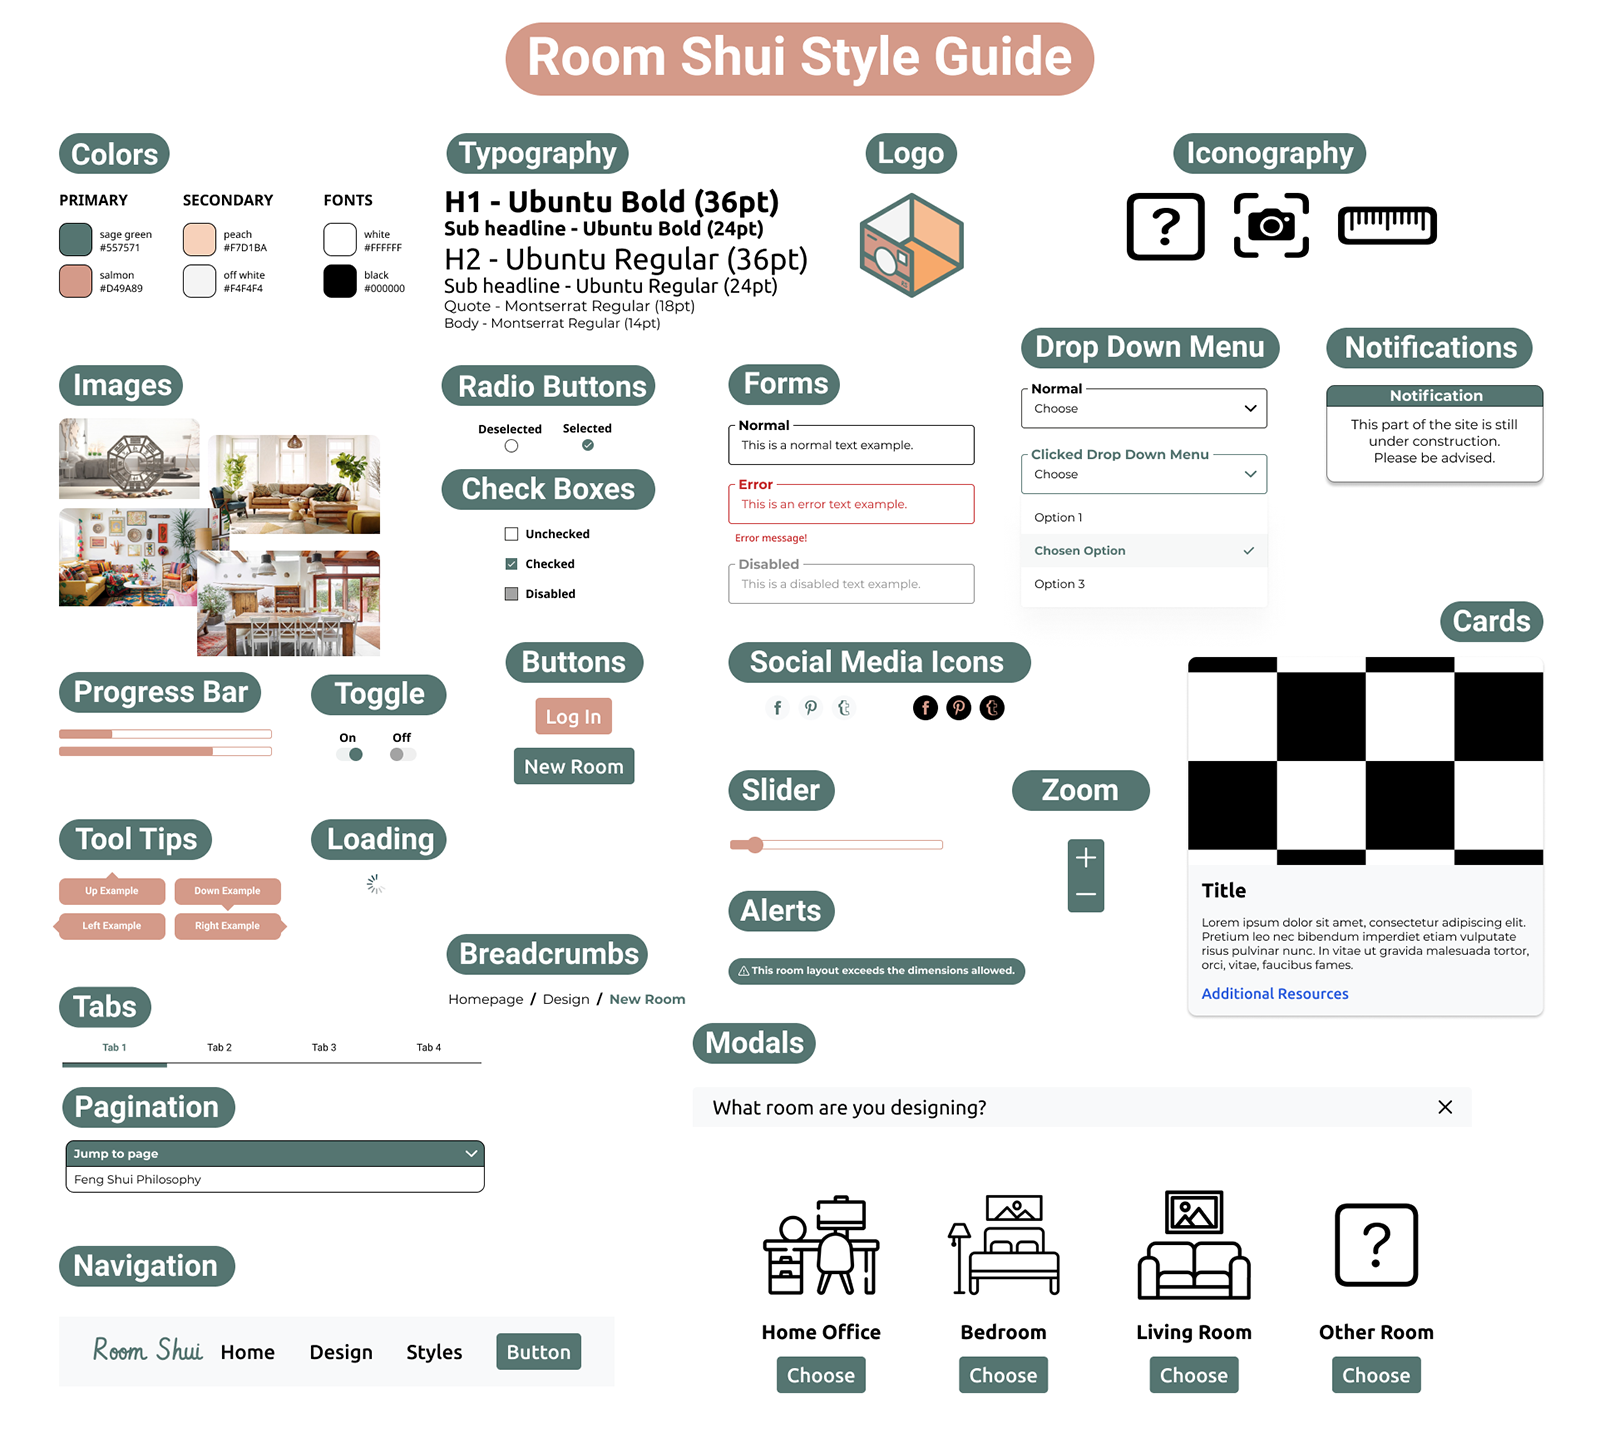 Room Shui Style Guide
Colors
PRIMARY
sage green
#557571
salmon
#D49A89
SECONDARY
peach
#F7D1BA
off white
#F4F4F4
FONTS
white
#FFFFFF
black
#000000
Typography
H1 - Ubuntu Bold (36pt)
Sub headline - Ubuntu Bold (24pt)
H2 - Ubuntu Regular (36pt)
Sub headline - Ubuntu Regular (24pt)
Quote - Montserrat Regular (18pt)
Body - Montserrat Regular (14pt)
Logo
Iconography
?
Images
Radio Buttons
Deselected
Selected
Check Boxes
Unchecked
Checked
Disabled
Forms
Normal
This is a normal text example.
Error
This is an error text example.
Error message!
Disabled
This is a disabled text example.
Drop Down Menu
Normal
Choose
Clicked Drop Down Menu
Choose
Option 1
Chosen Option
Option 3
Notifications
Notification
This part of the site is still
under construction.
Please be advised.
Progress Bar
Toggle
On
Off
Buttons
Log In
New Room
Social Media Icons
Cards
Title
Lorem ipsum dolor sit amet, consectetur adipiscing elit.
Pretium leo nec bibendum imperdiet etiam vulputate
risus pulvinar nunc. In vitae ut gravida malesuada tortor,
orci, vitae, faucibus fames.
Additional Resources
Tool Tips
Up Example
Down Example
Left Example
Right Example
Loading
Slider
Zoom
Alerts
This room layout exceeds the dimensions allowed.
Breadcrumbs
Homepage / Design / New Room
Tabs
Tab 1
Tab 2
Tab 3
Tab 4
Pagination
Jump to page
Feng Shui Philosophy
Modals
What room are you designing?
?
Home Office
Choose
Bedroom
Choose
Living Room
Choose
Other Room
Choose
Navigation
Room Shui
Home
Design
Styles
Button